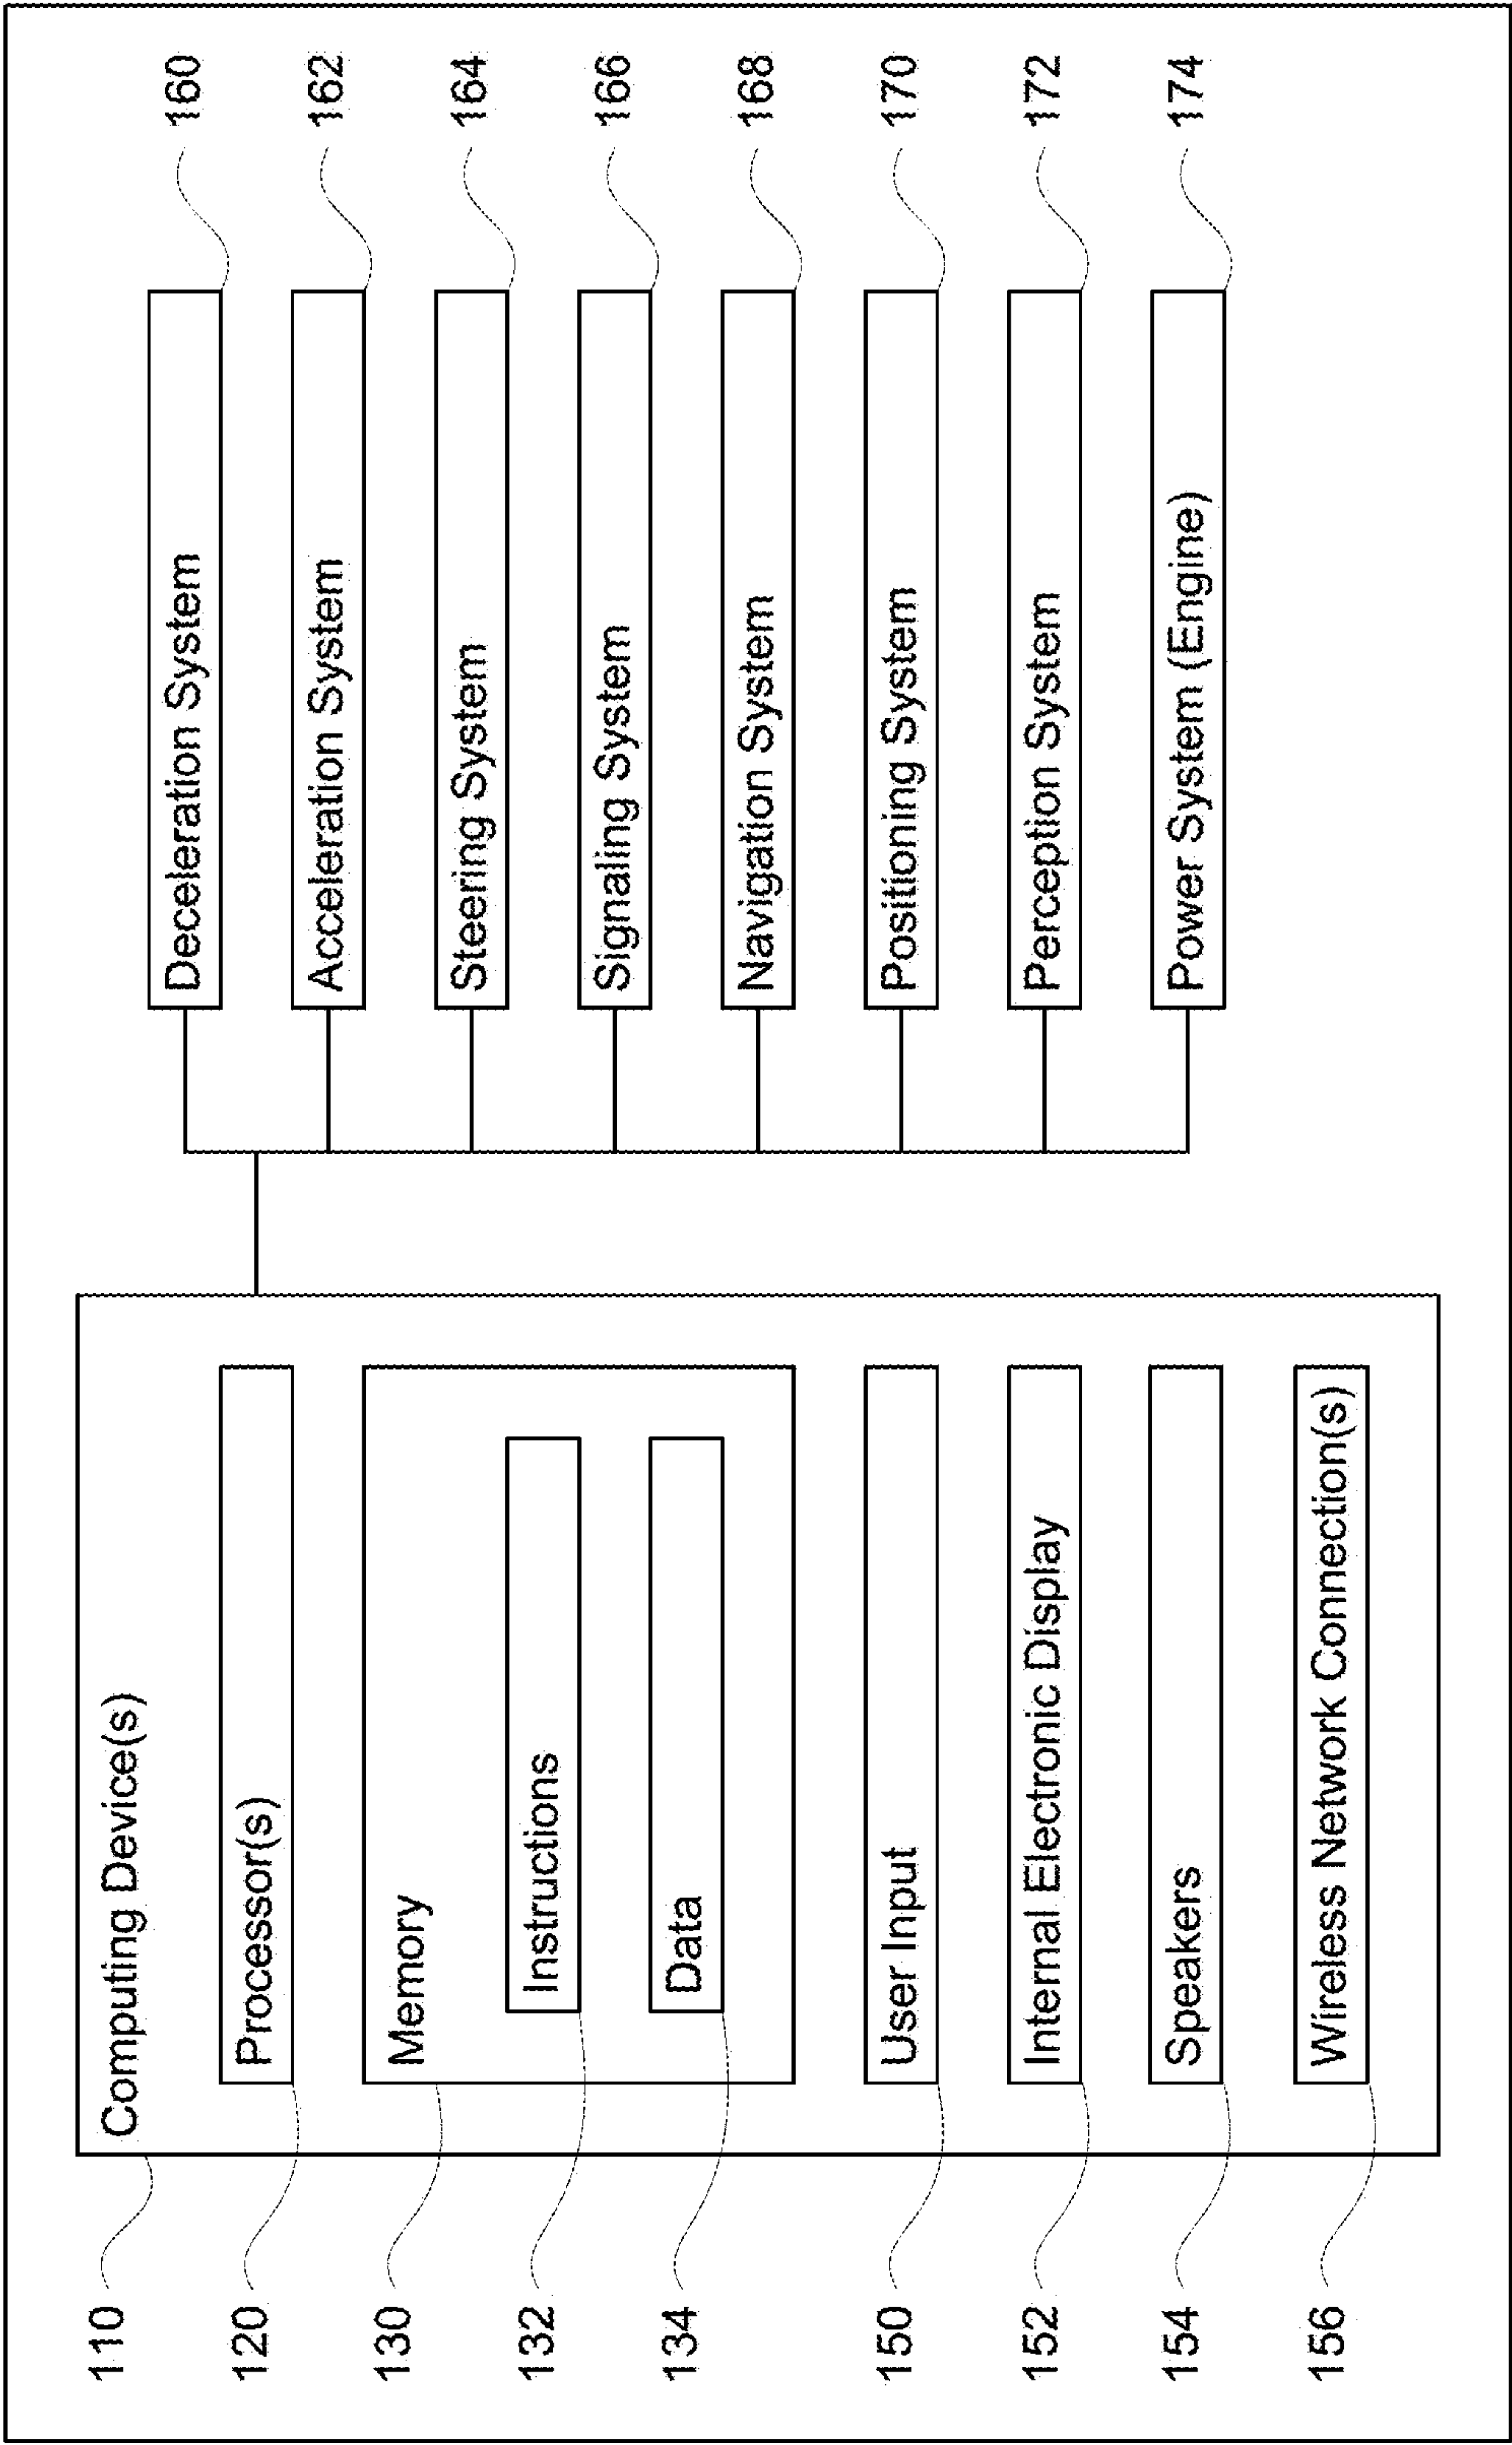 110
Computing Device(s)
120
Processor(s)
130
Memory
132
Instructions
134
Data
150
User Input
152
Internal Electronic Display
154
Speakers
156
Wireless Network Connection(s)
Deceleration System
160
Acceleration System
162
Steering System
164
Signaling System
166
Navigation System
168
Positioning System
170
Perception System
172
Power System (Engine)
174